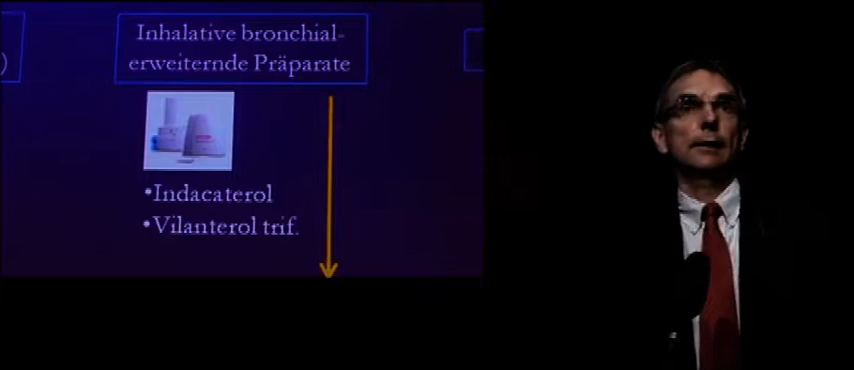 )
Inhalative bronchial-
erweiternde Präparate
•Indacaterol
•Vilanterol trif.